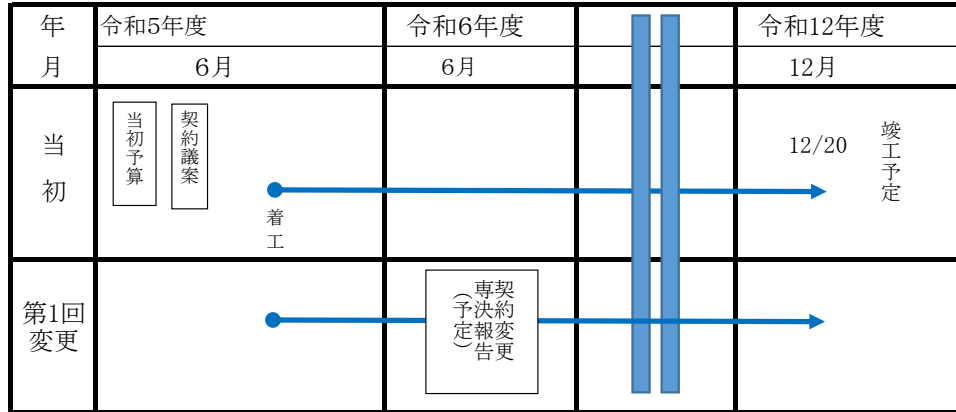 年
令和5年度
令和6年度
令和12年度
月
6月
6月
12月
当初
当初予算
契約議案
着工
12/20
竣工予定
第1回
変更
契約変更
専決報告
(予定)